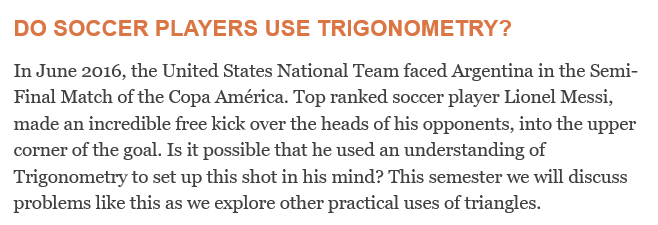 DO SOCCER PLAYERS USE TRIGONOMETRY?
In June 2016, the United States National Team faced Argentina in the Semi-
Final Match of the Copa América. Top ranked soccer player Lionel Messi,
made an incredible free kick over the heads of his opponents, into the upper
corner of the goal. Is it possible that he used an understanding of
Trigonometry to set up this shot in his mind? This semester we will discuss
problems like this as we explore other practical uses of triangles.